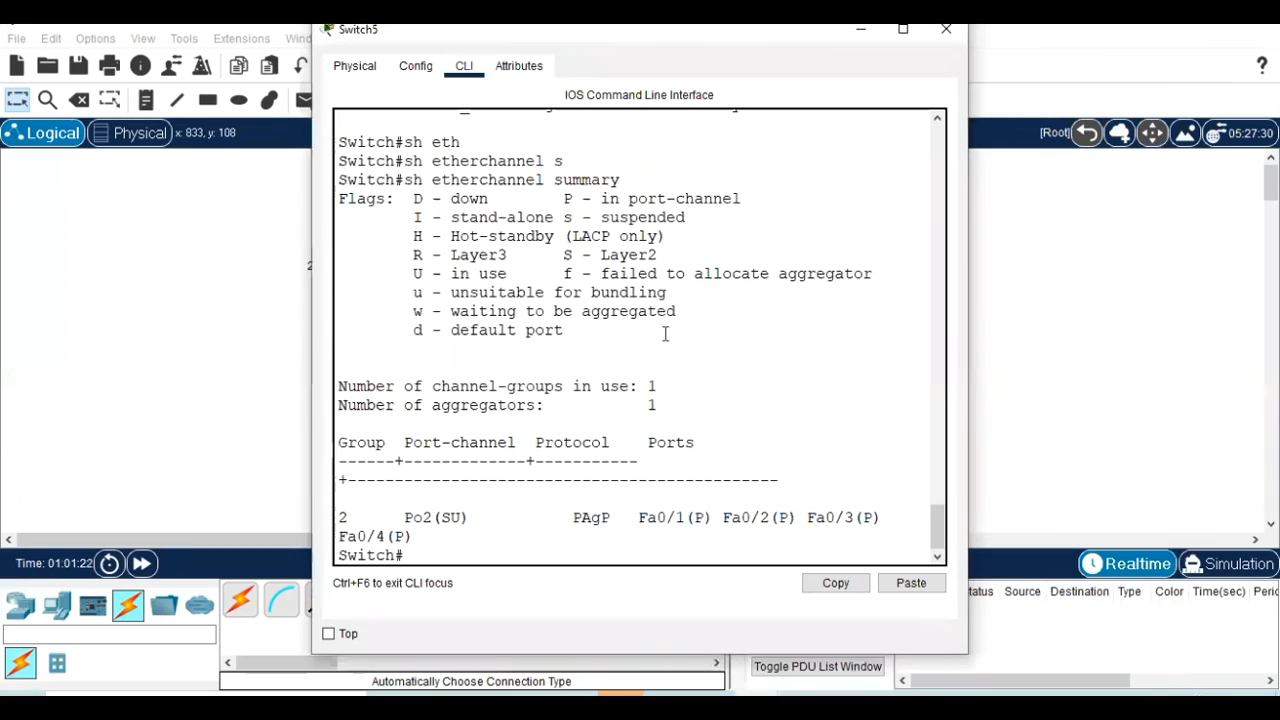 Switch5
File Edit Options View Tools Extensions Wind
Physical Config CLI Attributes
IOS Command Line Interface
Logical Physical x: 833, y: 108
[Root] 05:27:30
Switch#sh eth
Switch#sh etherchannel s
Switch#sh etherchannel summary
Flags: D - down P - in port-channel
I - stand-alone s - suspended
H - Hot-standby (LACP only)
R - Layer3 S - Layer2
U - in use f - failed to allocate aggregator
u - unsuitable for bundling
w - waiting to be aggregated
d - default port
Number of channel-groups in use: 1
Number of aggregators: 1
Group Port-channel Protocol Ports
------+-------------+-----------
+----------------------------------------------
2 Po2(SU) PAgP Fa0/1(P) Fa0/2(P) Fa0/3(P)
Fa0/4(P)
Switch#
Ctrl+F6 to exit CLI focus
Copy Paste
Top
Time: 01:01:22
Realtime Simulation
tatus Source Destination Type Color Time(sec) Perio
Toggle PDU List Window
Automatically Choose Connection Type